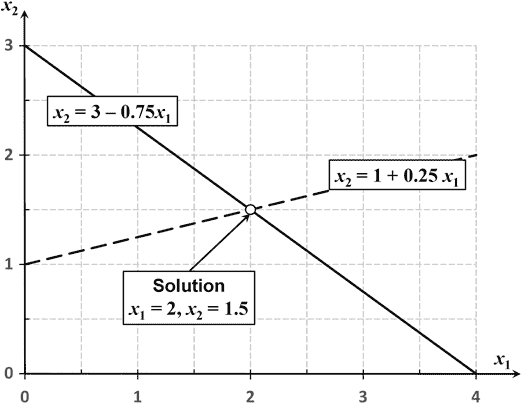 x₂
3
x₂ = 3 – 0.75x₁
2
x₂ = 1 + 0.25 x₁
1
Solution
x₁ = 2, x₂ = 1.5
x₁
0
0 1 2 3 4